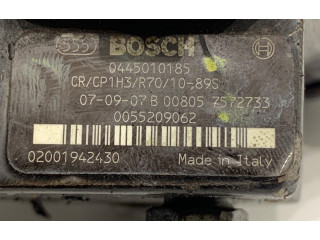 BOSCH
0445010185
CR/CP1H3/R70/10-89S
07-09-07 B 00805 7572733
0055209062
02001942430 Made in Italy